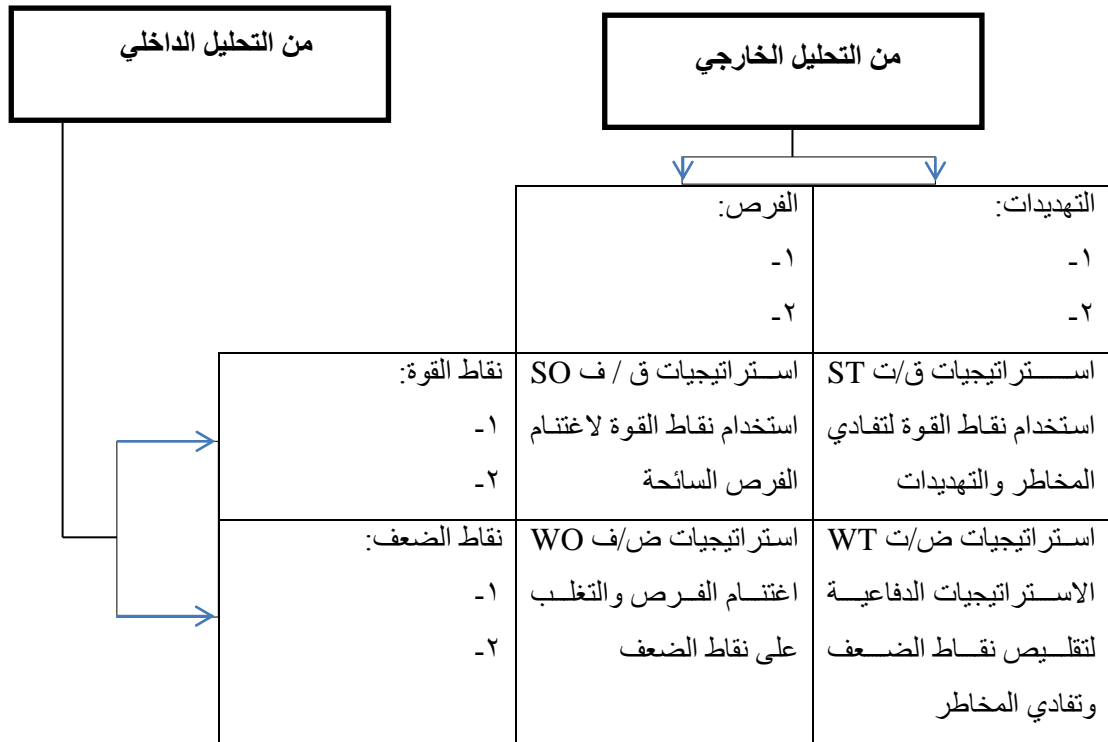 من التحليل الخارجي
من التحليل الداخلي
التهديدات:
١-
٢-
الفرص:
١-
٢-
استراتيجيات ق/ت ST
استخدام نقاط القوة لتفادي
المخاطر والتهديدات
استراتيجيات ق / ف SO
استخدام نقاط القوة لاغتنام
الفرص السائحة
نقاط القوة:
١-
٢-
استراتيجيات ض/ت WT
الاستراتيجيات الدفاعية
لتقليص نقاط الضعف
وتفادي المخاطر
استراتيجيات ض/ف WO
اغتنام الفرص والتغلب
على نقاط الضعف
نقاط الضعف:
١-
٢-